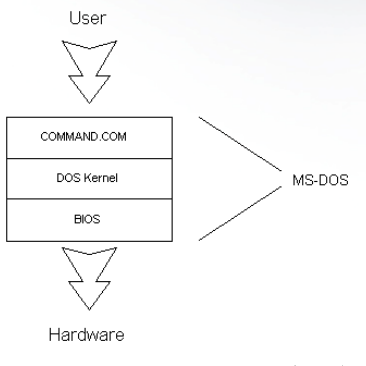 User
COMMAND.COM
DOS Kernel
MS-DOS
BIOS
Hardware